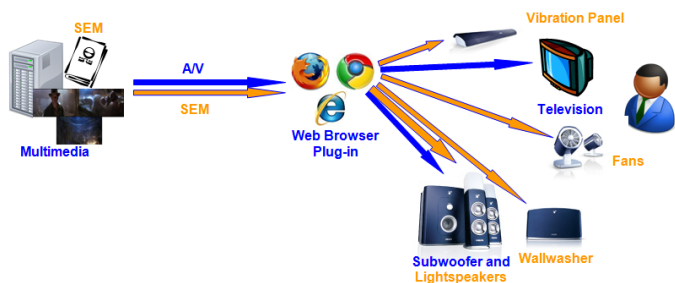 SEM
Multimedia
A/V
SEM
Web Browser
Plug-in
Vibration Panel
Television
Fans
Subwoofer and
Lightspeakers
Wallwasher